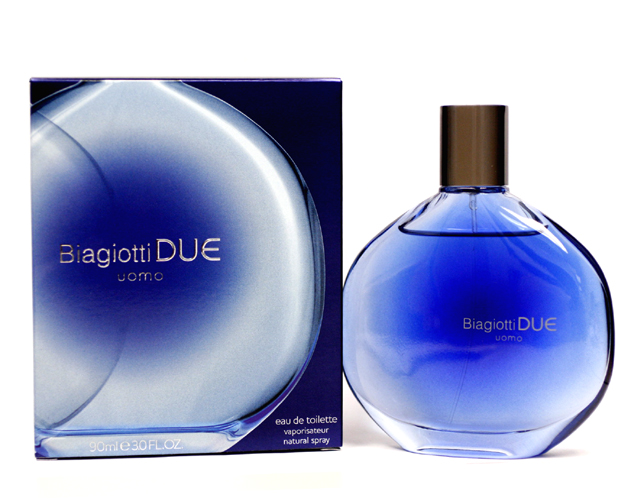 Biagiotti DUE
uomo
eau de toilette
vaporisateur
natural spray
90ml e 3.0 FL.OZ.
Biagiotti DUE
uomo